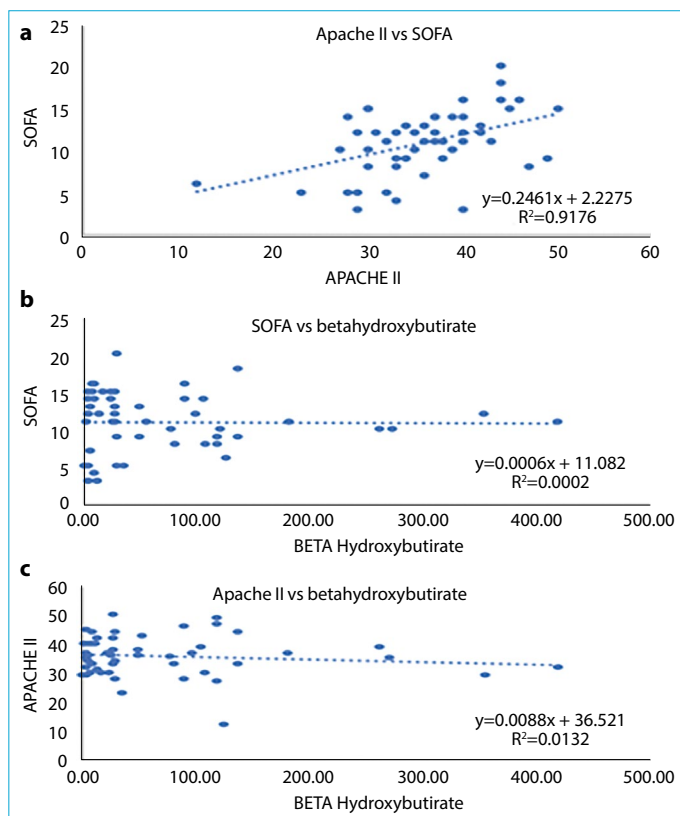 a
Apache II vs SOFA
25
20
15
10
5
0
SOFA
0 10 20 30 40 50 60
APACHE II
y=0.2461x + 2.2275
R²=0.9176
b
SOFA vs betahydroxybutirate
25
20
15
10
5
0
SOFA
0.00 100.00 200.00 300.00 400.00 500.00
BETA Hydroxybutirate
y=0.0006x + 11.082
R²=0.0002
c
Apache II vs betahydroxybutirate
60
50
40
30
20
10
0
APACHE II
0.00 100.00 200.00 300.00 400.00 500.00
BETA Hydroxybutirate
y=0.0088x + 36.521
R²=0.0132